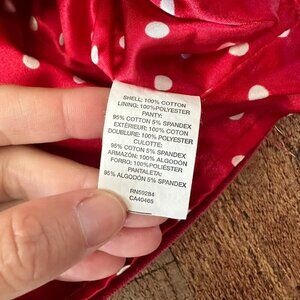 SHELL: 100% COTTON
LINING: 100%POLYESTER
PANTY:
95% COTTON 5% SPANDEX
EXTÉRIEUR: 100% COTON
DOUBLURE: 100% POLYESTER
CULOTTE:
95% COTON 5% SPANDEX
ARMAZÓN: 100% ALGODÓN
FORRO: 100% POLIÉSTER
PANTALETA:
95% ALGODÓN 5% SPANDEX
RN59284
CA40465